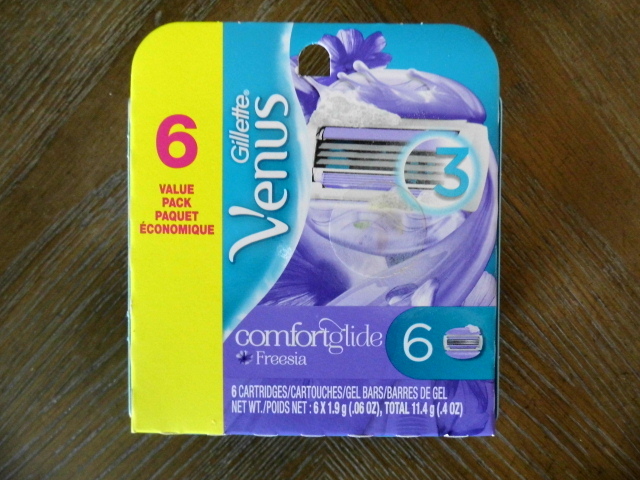 6
VALUE
PACK
PAQUET
ÉCONOMIQUE
Gillette®
Venus
3
comfortglide
Freesia
6
6 CARTRIDGES/CARTOUCHES/GEL BARS/BARRES DE GEL
NET WT./POIDS NET : 6 X 1.9 g (.06 OZ), TOTAL 11.4 g (.4 OZ)